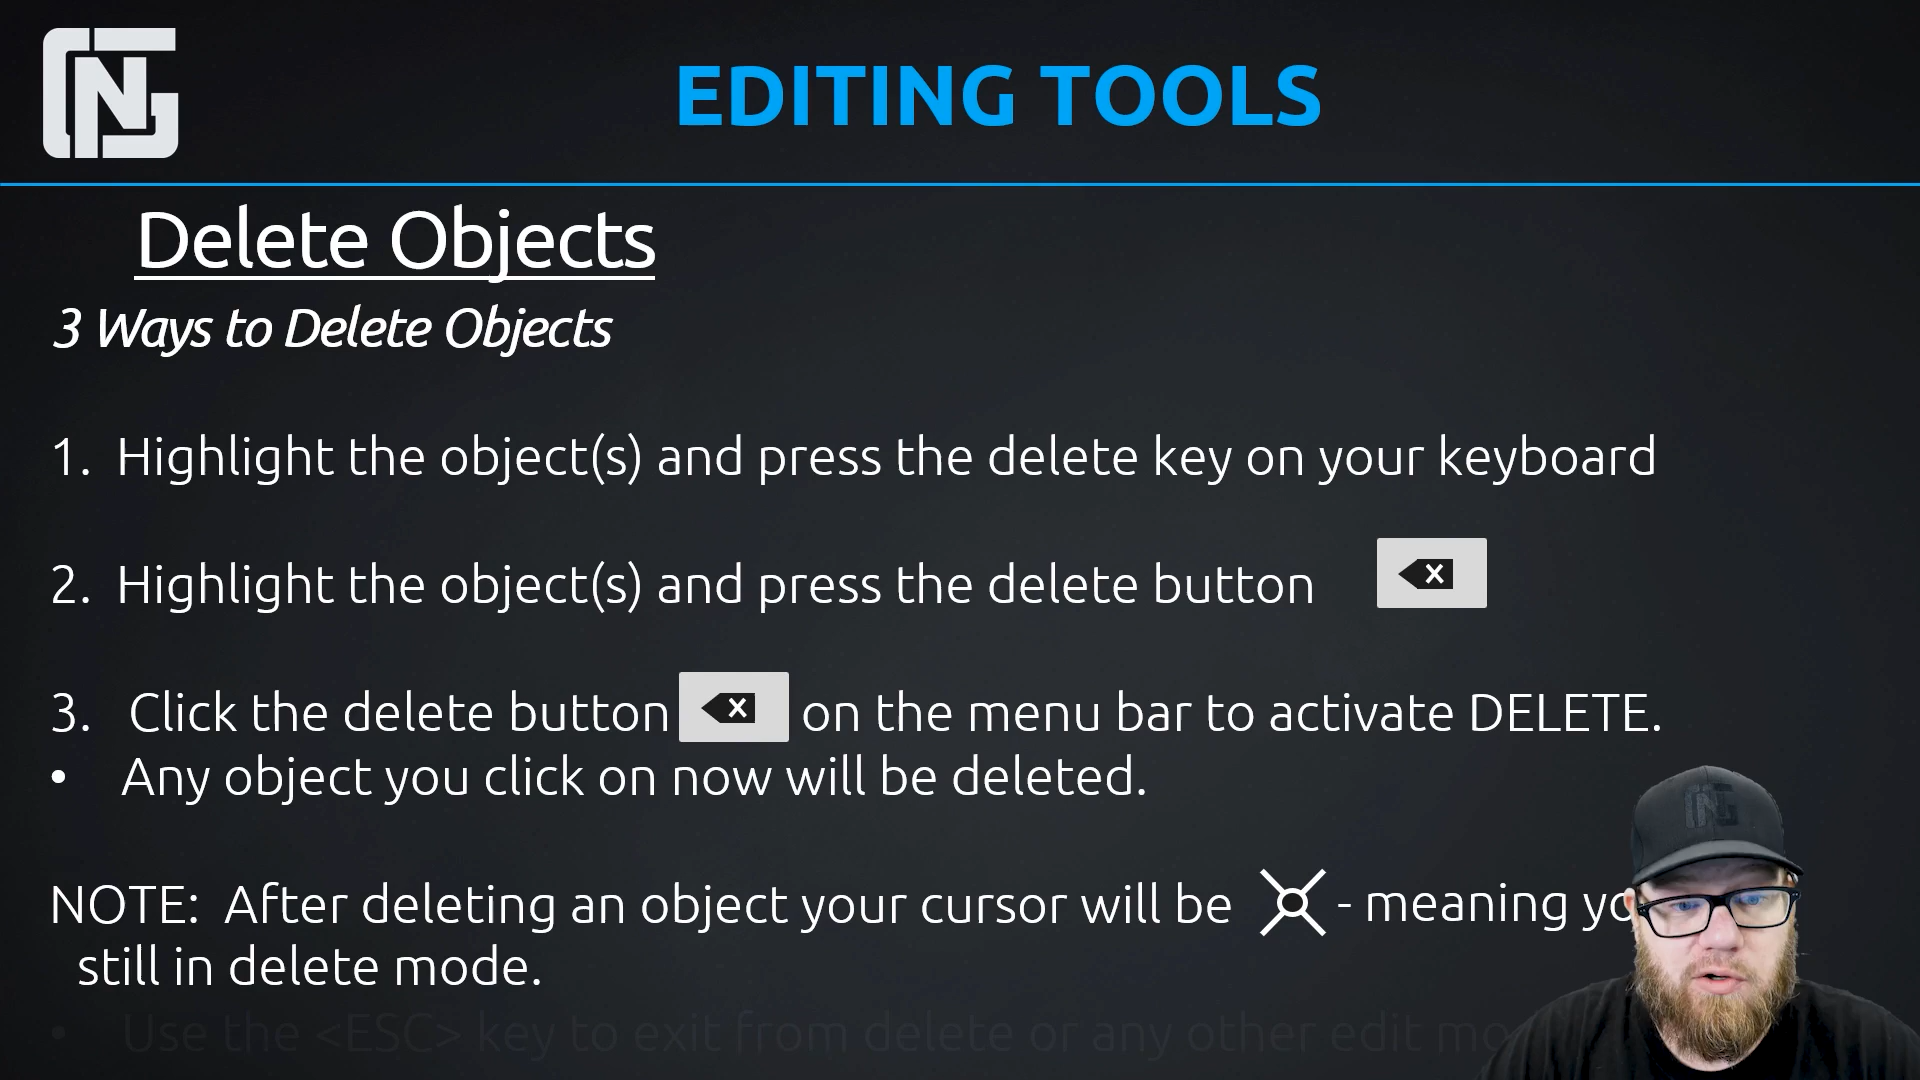 EDITING TOOLS
Delete Objects
3 Ways to Delete Objects
1. Highlight the object(s) and press the delete key on your keyboard
2. Highlight the object(s) and press the delete button
3. Click the delete button on the menu bar to activate DELETE.
• Any object you click on now will be deleted.
NOTE: After deleting an object your cursor will be - meaning
still in delete mode.
• Use the <ESC> key to exit from delete or any other edit